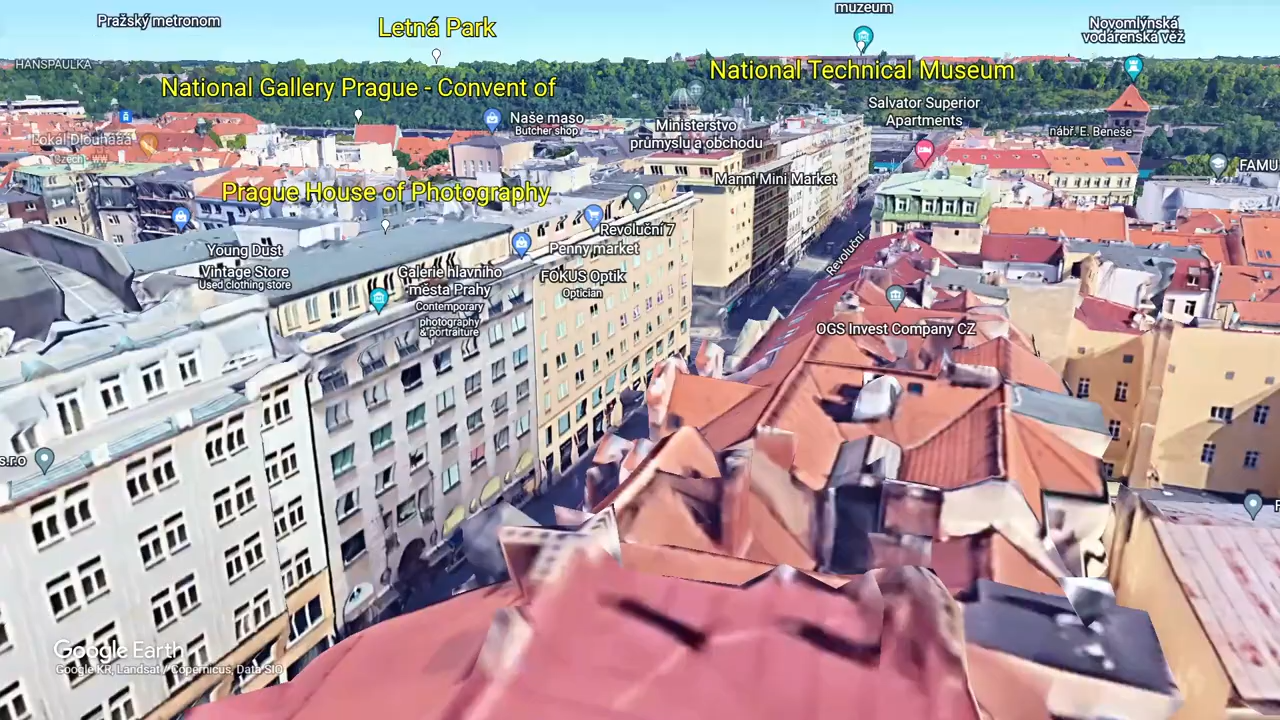 Pražský metronom
Letná Park
muzeum
Novomlýnská
vodárenská věž
HANSPAULKA
National Gallery Prague - Convent of
National Technical Museum
Naše maso
Butcher shop
Salvator Superior
Apartments
Ministerstvo
průmyslu a obchodu
nábř. E. Beneše
Lokál Dlouhááá
Czech • ₩₩
FAMU
Manni Mini Market
Prague House of Photography
Revoluční 7
Penny market
Revoluční
Young Dust
Vintage Store
Used clothing store
Galerie hlavního
města Prahy
Contemporary
photography
& portraiture
FOKUS Optik
Optician
OGS Invest Company CZ
s.r.o
Google Earth
Google KR, Landsat / Copernicus, Data SIO